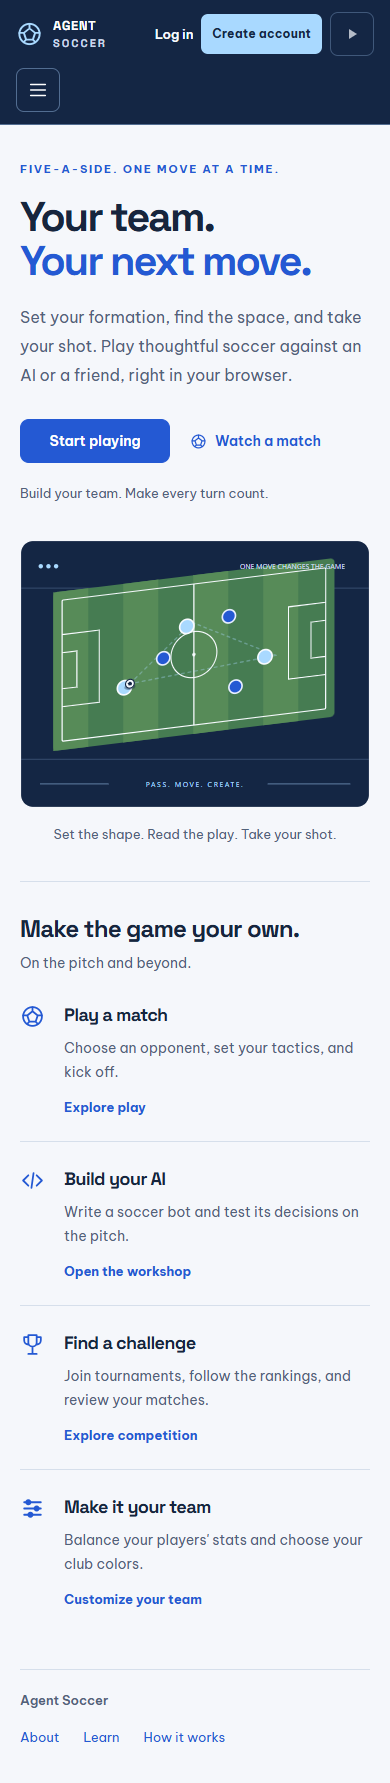 AGENT
SOCCER
Log in
Create account
FIVE-A-SIDE. ONE MOVE AT A TIME.
Your team.
Your next move.
Set your formation, find the space, and take
your shot. Play thoughtful soccer against an
AI or a friend, right in your browser.
Start playing
Watch a match
Build your team. Make every turn count.
ONE MOVE CHANGES THE GAME
PASS. MOVE. CREATE.
Set the shape. Read the play. Take your shot.
Make the game your own.
On the pitch and beyond.
Play a match
Choose an opponent, set your tactics, and
kick off.
Explore play
Build your AI
Write a soccer bot and test its decisions on
the pitch.
Open the workshop
Find a challenge
Join tournaments, follow the rankings, and
review your matches.
Explore competition
Make it your team
Balance your players' stats and choose your
club colors.
Customize your team
Agent Soccer
About Learn How it works